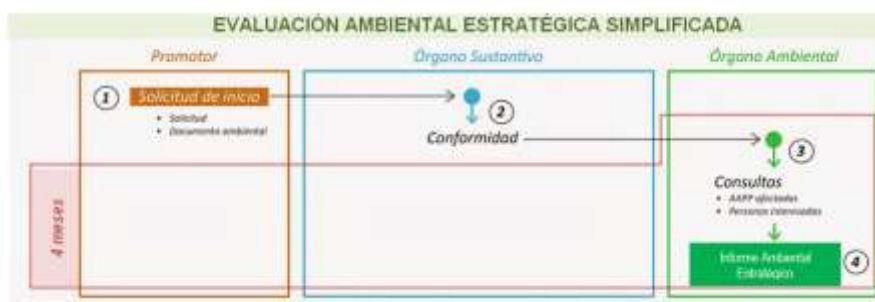 EVALUACIÓN AMBIENTAL ESTRATÉGICA SIMPLIFICADA
Promotor
Órgano Sustantivo
Órgano Ambiental
1
Solicitud de inicio
• Solicitud
• Documento ambiental
2
Conformidad
3
Consultas
• AAPP afectadas
• Personas interesadas
4 meses
Informe Ambiental
Estratégico
4